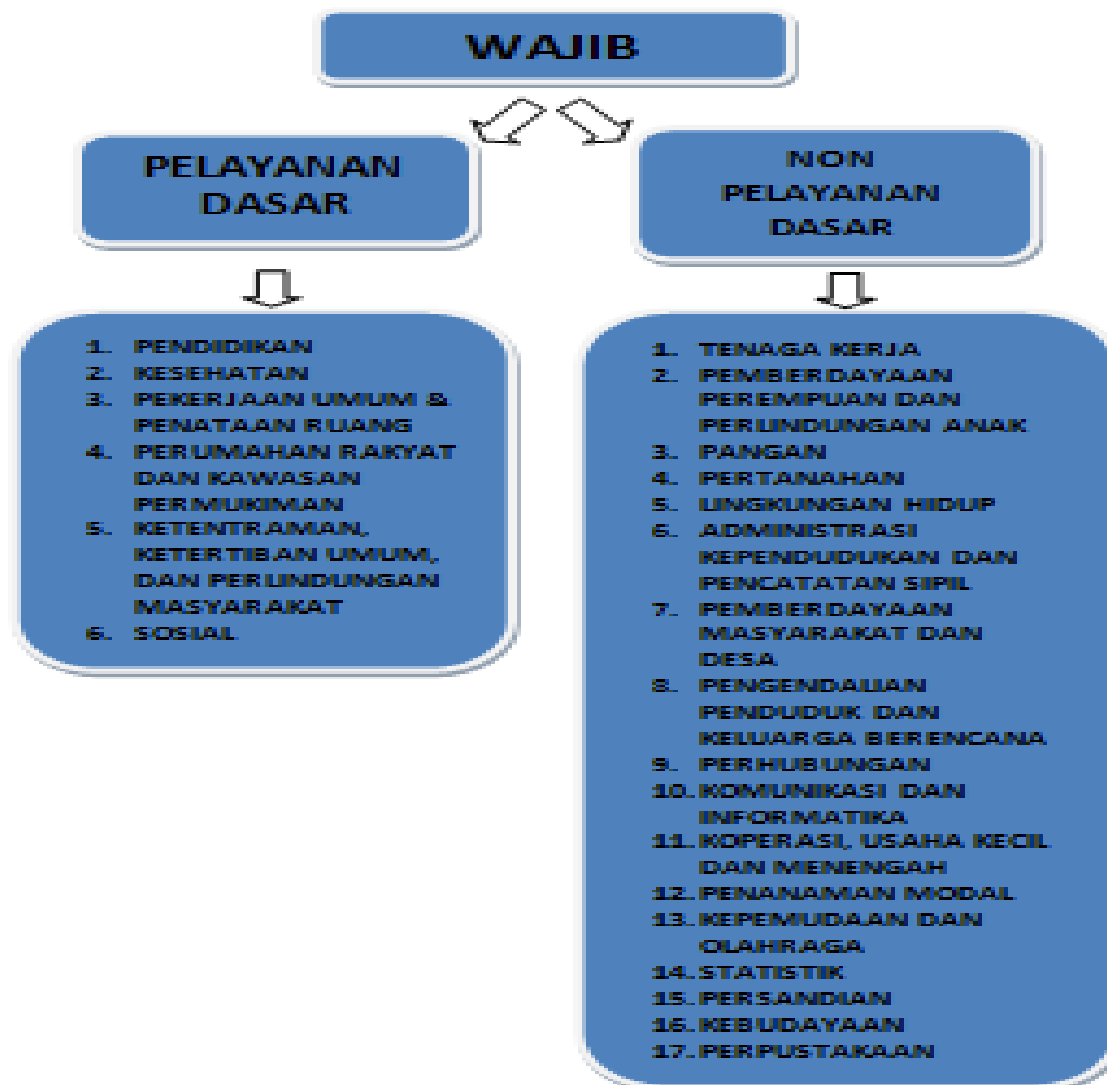 WAJIB
PELAYANAN
DASAR
NON
PELAYANAN
DASAR
1. PENDIDIKAN
2. KESEHATAN
3. PEKERJAAN UMUM &
PENATAAN RUANG
4. PERUMAHAN RAKYAT
DAN KAWASAN
PERMUKIMAN
5. KETENTRAMAN,
KETERTIBAN UMUM,
DAN PERLINDUNGAN
MASYARAKAT
6. SOSIAL
1. TENAGA KERJA
2. PEMBERDAYAAN
PEREMPUAN DAN
PERLINDUNGAN ANAK
3. PANGAN
4. PERTANAHAN
5. LINGKUNGAN HIDUP
6. ADMINISTRASI
KEPENDUDUKAN DAN
PENCATATAN SIPIL
7. PEMBERDAYAAN
MASYARAKAT DAN
DESA
8. PENGENDALIAN
PENDUDUK DAN
KELUARGA BERENCANA
9. PERHUBUNGAN
10. KOMUNIKASI DAN
INFORMATIKA
11. KOPERASI, USAHA KECIL
DAN MENENGAH
12. PENANAMAN MODAL
13. KEPEMUDAAN DAN
OLAHRAGA
14. STATISTIK
15. PERSANDIAN
16. KEBUDAYAAN
17. PERPUSTAKAAN